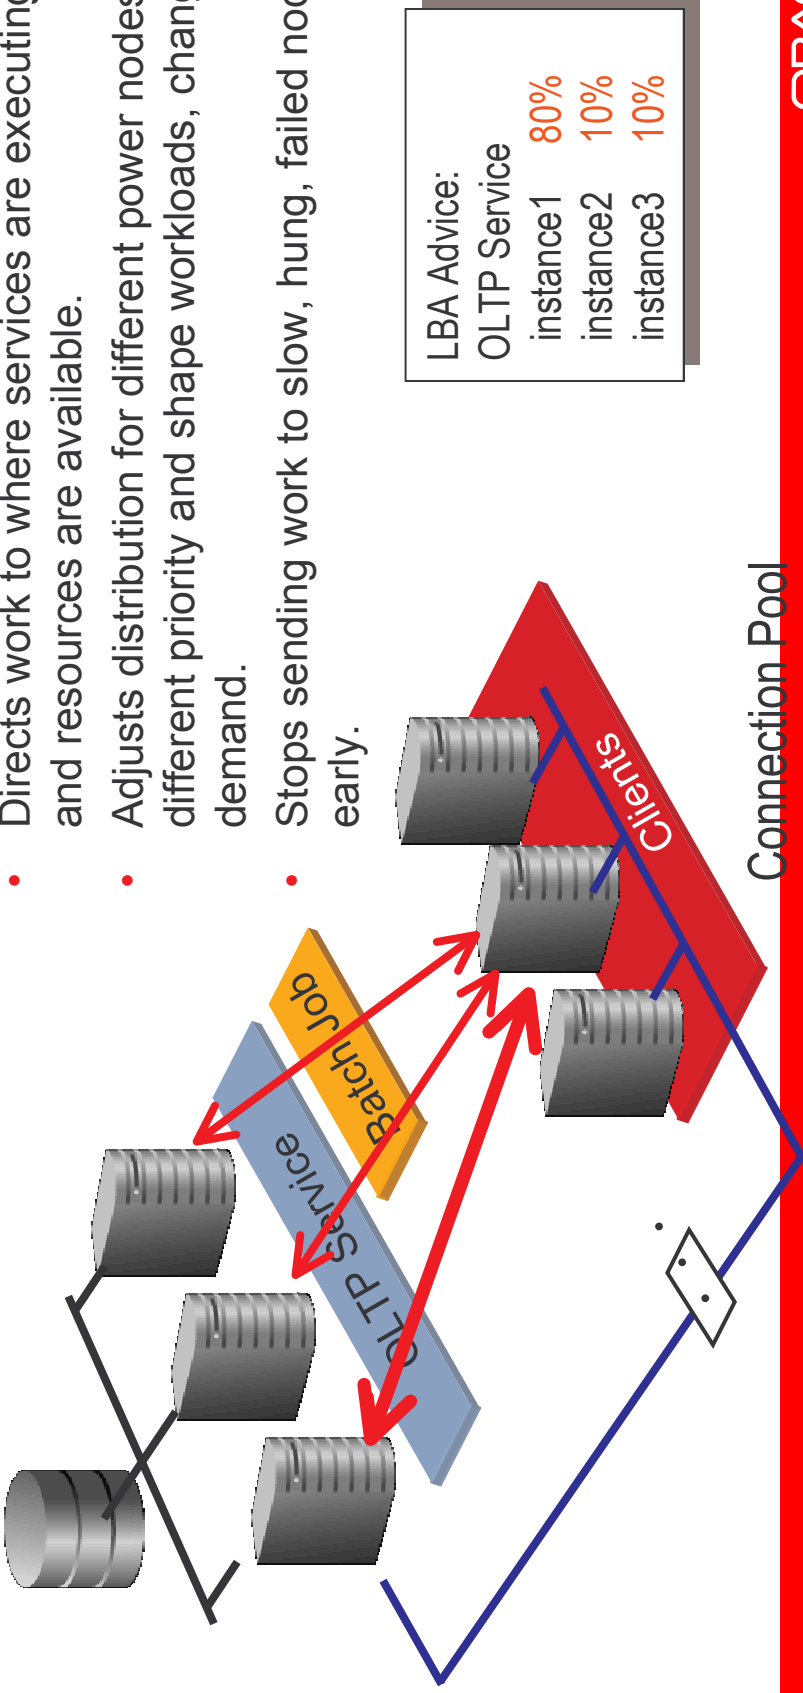 Directs work to where services are executing
and resources are available.
Adjusts distribution for different power nodes
different priority and shape workloads,
demand.
Stops sending work to slow, hung, failed
early.
LBA Advice:
OLTP Service
instance1 80%
instance2 10%
instance3 10%
OLTP Service
Batch Job
Clients
Connection Pool